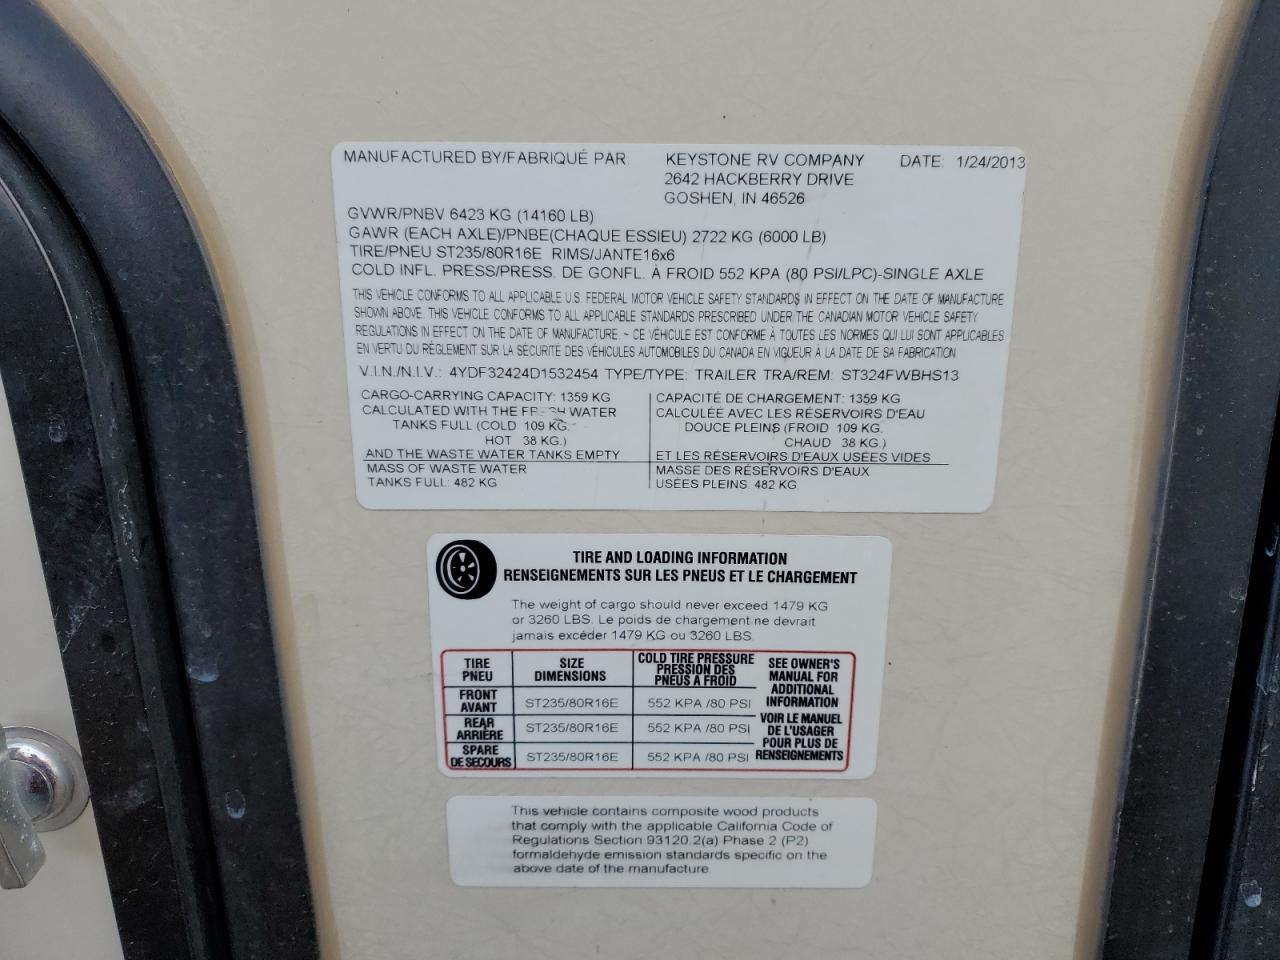 MANUFACTURED BY/FABRIQUÉ PAR: KEYSTONE RV COMPANY DATE: 1/24/2013
2642 HACKBERRY DRIVE
GOSHEN, IN 46526
GVWR/PNBV 6423 KG (14160 LB)
GAWR (EACH AXLE)/PNBE(CHAQUE ESSIEU) 2722 KG (6000 LB)
TIRE/PNEU ST235/80R16E RIMS/JANTE16x6
COLD INFL. PRESS/PRESS. DE GONFL. À FROID 552 KPA (80 PSI/LPC)-SINGLE AXLE
THIS VEHICLE CONFORMS TO ALL APPLICABLE U.S. FEDERAL MOTOR VEHICLE SAFETY STANDARDS IN EFFECT ON THE DATE OF MANUFACTURE
SHOWN ABOVE. THIS VEHICLE CONFORMS TO ALL APPLICABLE STANDARDS PRESCRIBED UNDER THE CANADIAN MOTOR VEHICLE SAFETY
REGULATIONS IN EFFECT ON THE DATE OF MANUFACTURE. ~ CE VÉHICULE EST CONFORME À TOUTES LES NORMES QUI LUI SONT APPLICABLES
EN VERTU DU RÈGLEMENT SUR LA SÉCURITÉ DES VÉHICULES AUTOMOBILES DU CANADA EN VIGUEUR À LA DATE DE SA FABRICATION
V.I.N./N.I.V.: 4YDF32424D1532454 TYPE/TYPE: TRAILER TRA/REM: ST324FWBHS13
CARGO-CARRYING CAPACITY: 1359 KG
CALCULATED WITH THE FRESH WATER
TANKS FULL (COLD 109 KG.
HOT 38 KG.)
AND THE WASTE WATER TANKS EMPTY
MASS OF WASTE WATER
TANKS FULL: 482 KG
CAPACITÉ DE CHARGEMENT: 1359 KG
CALCULÉE AVEC LES RÉSERVOIRS D'EAU
DOUCE PLEINS (FROID 109 KG.
CHAUD 38 KG.)
ET LES RÉSERVOIRS D'EAUX USÉES VIDES
MASSE DES RÉSERVOIRS D'EAUX
USÉES PLEINS: 482 KG.
TIRE AND LOADING INFORMATION
RENSEIGNEMENTS SUR LES PNEUS ET LE CHARGEMENT
The weight of cargo should never exceed 1479 KG
or 3260 LBS. Le poids de chargement ne devrait
jamais excéder 1479 KG ou 3260 LBS.
TIRE
PNEU
SIZE
DIMENSIONS
COLD TIRE PRESSURE
PRESSION DES
PNEUS A FROID
FRONT
AVANT
ST235/80R16E 552 KPA /80 PSI
REAR
ARRIÈRE
ST235/80R16E 552 KPA /80 PSI
SPARE
DE SECOURS
ST235/80R16E 552 KPA /80 PSI
SEE OWNER'S
MANUAL FOR
ADDITIONAL
INFORMATION
VOIR LE MANUEL
DE L'USAGER
POUR PLUS DE
RENSEIGNEMENTS
This vehicle contains composite wood products
that comply with the applicable California Code of
Regulations Section 93120.2(a) Phase 2 (P2)
formaldehyde emission standards specific on the
above date of the manufacture.